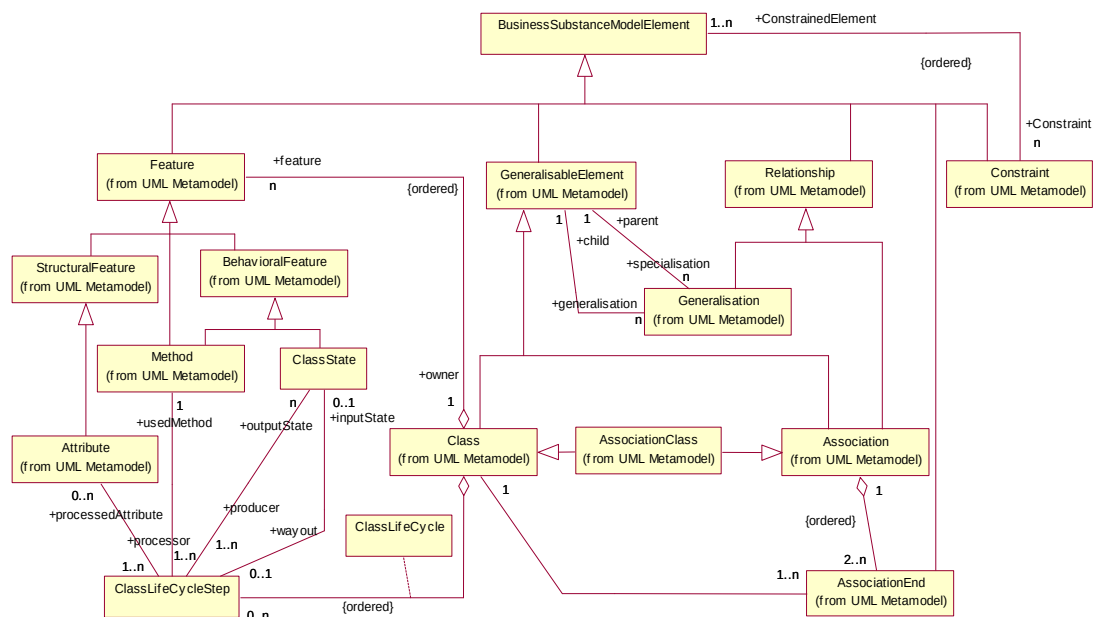 BusinessSubstanceModelElement
1..n
+ConstrainedElement
{ordered}
+Constraint
n
Feature
(from UML Metamodel)
+feature
n
{ordered}
GeneralisableElement
(from UML Metamodel)
Relationship
(from UML Metamodel)
Constraint
(from UML Metamodel)
1
1
+parent
+child
+specialisation
n
+generalisation
n
StructuralFeature
(from UML Metamodel)
BehavioralFeature
(from UML Metamodel)
Generalisation
(from UML Metamodel)
Method
(from UML Metamodel)
ClassState
1
+usedMethod
n
+outputState
0..1
+inputState
+owner
1
Attribute
(from UML Metamodel)
Class
(from UML Metamodel)
AssociationClass
(from UML Metamodel)
Association
(from UML Metamodel)
0..n
+processedAttribute
+processor
1..n
1..n
+producer
1..n
+wayout
0..1
ClassLifeCycle
1
1
{ordered}
2..n
1..n
ClassLifeCycleStep
{ordered}
0..n
AssociationEnd
(from UML Metamodel)